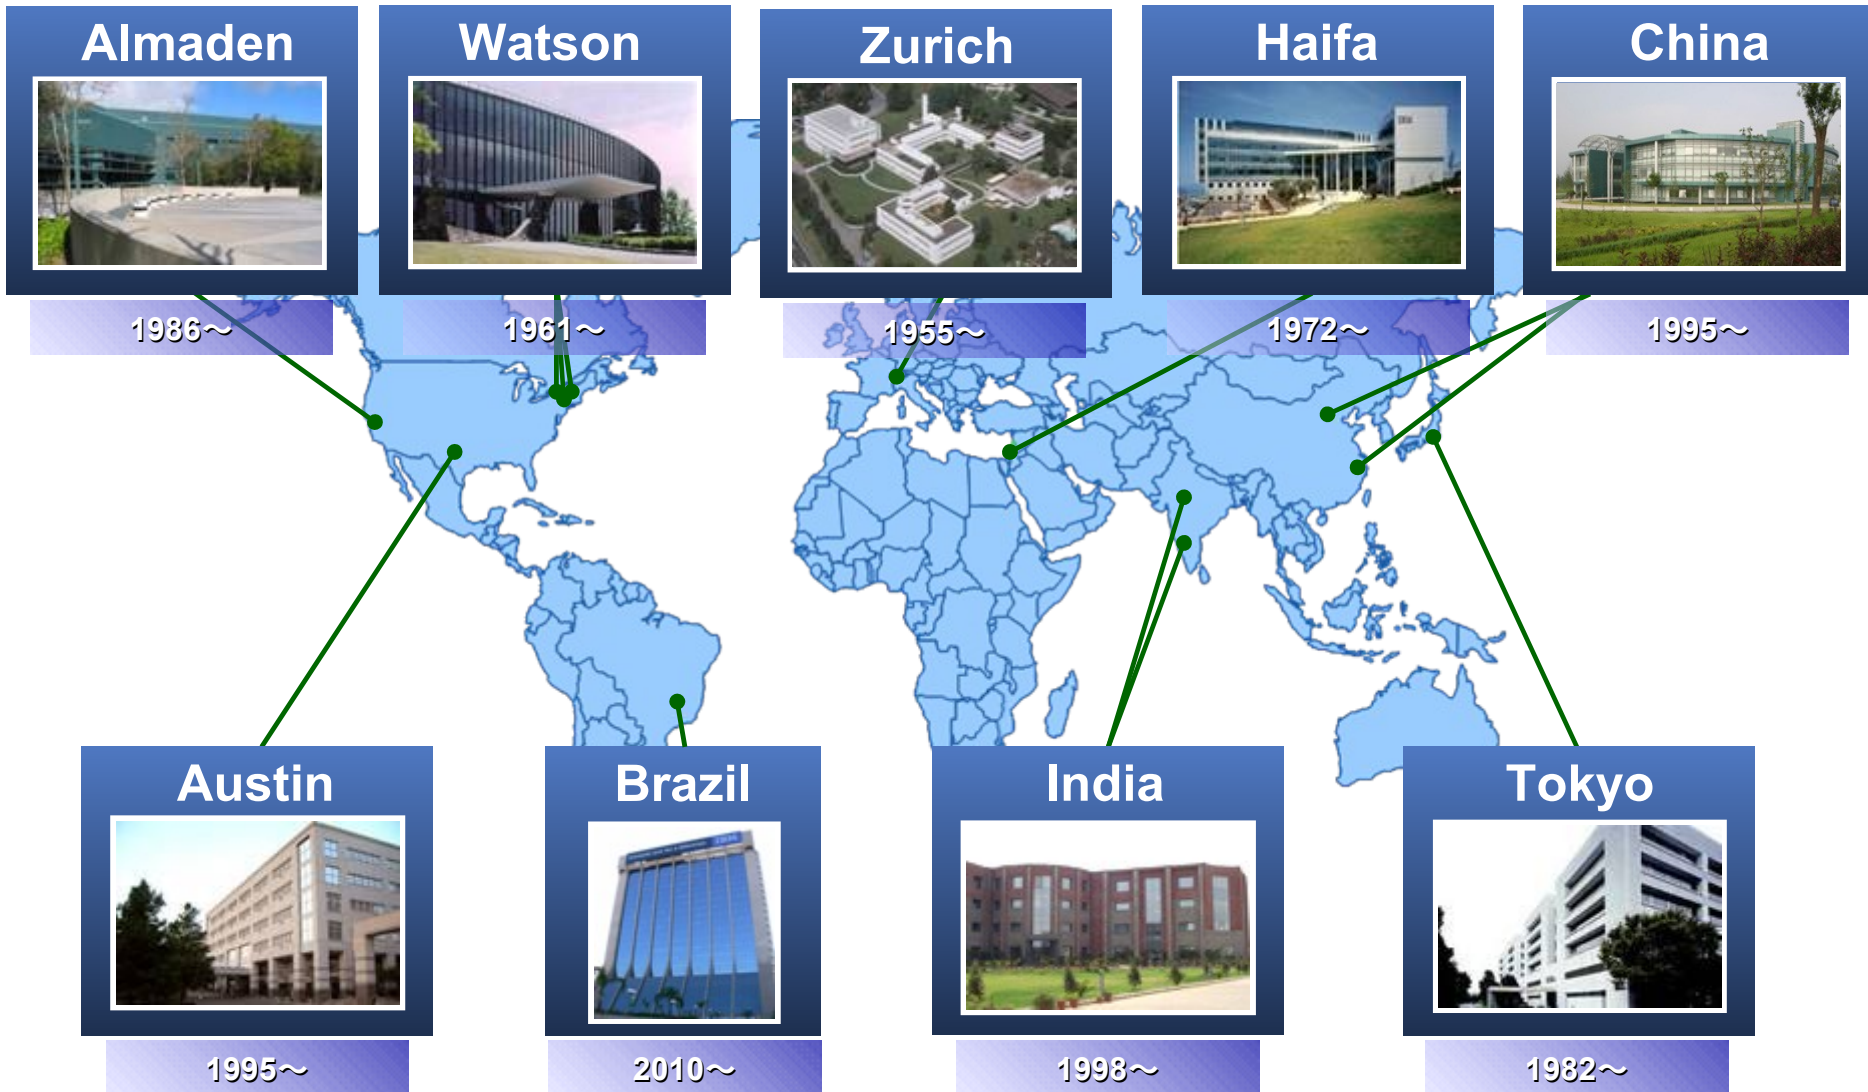 Almaden
Watson
Zurich
Haifa
China
1986～
1961～
1955～
1972～
1995～
Austin
Brazil
India
Tokyo
1995～
2010～
1998～
1982～